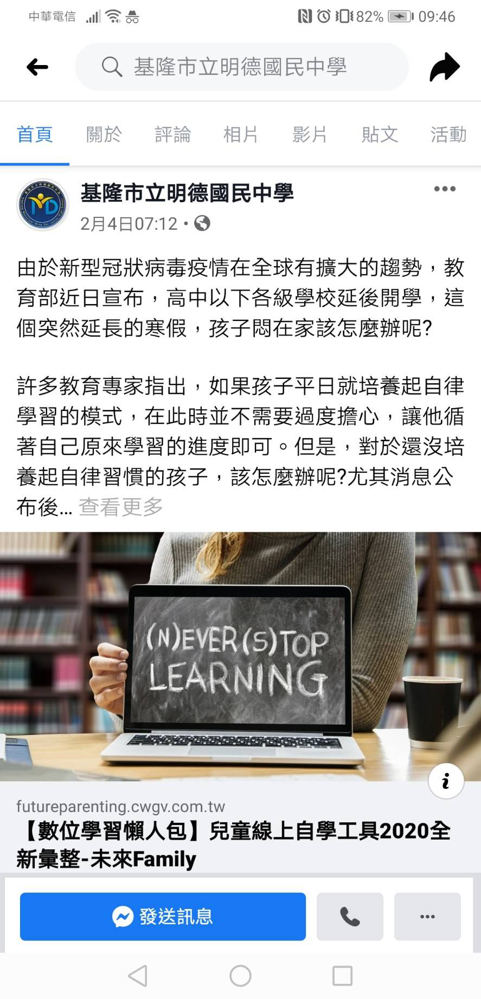 中華電信 82% 09:46
基隆市立明德國民中學
首頁 關於 評論 相片 影片 貼文 活動
基隆市立明德國民中學
2月4日07:12 •
由於新型冠狀病毒疫情在全球有擴大的趨勢，教
育部近日宣布，高中以下各級學校延後開學，這
個突然延長的寒假，孩子悶在家該怎麼辦呢?
許多教育專家指出，如果孩子平日就培養起自律
學習的模式，在此時並不需要過度擔心，讓他循
著自己原來學習的進度即可。但是，對於還沒培
養起自律習慣的孩子，該怎麼辦呢?尤其消息公
布後... 查看更多
(N)EVER(S)TOP
LEARNING
futureparenting.cwgv.com.tw
【數位學習懶人包】兒童線上自學工具2020全
新彙整-未來Family
發送訊息